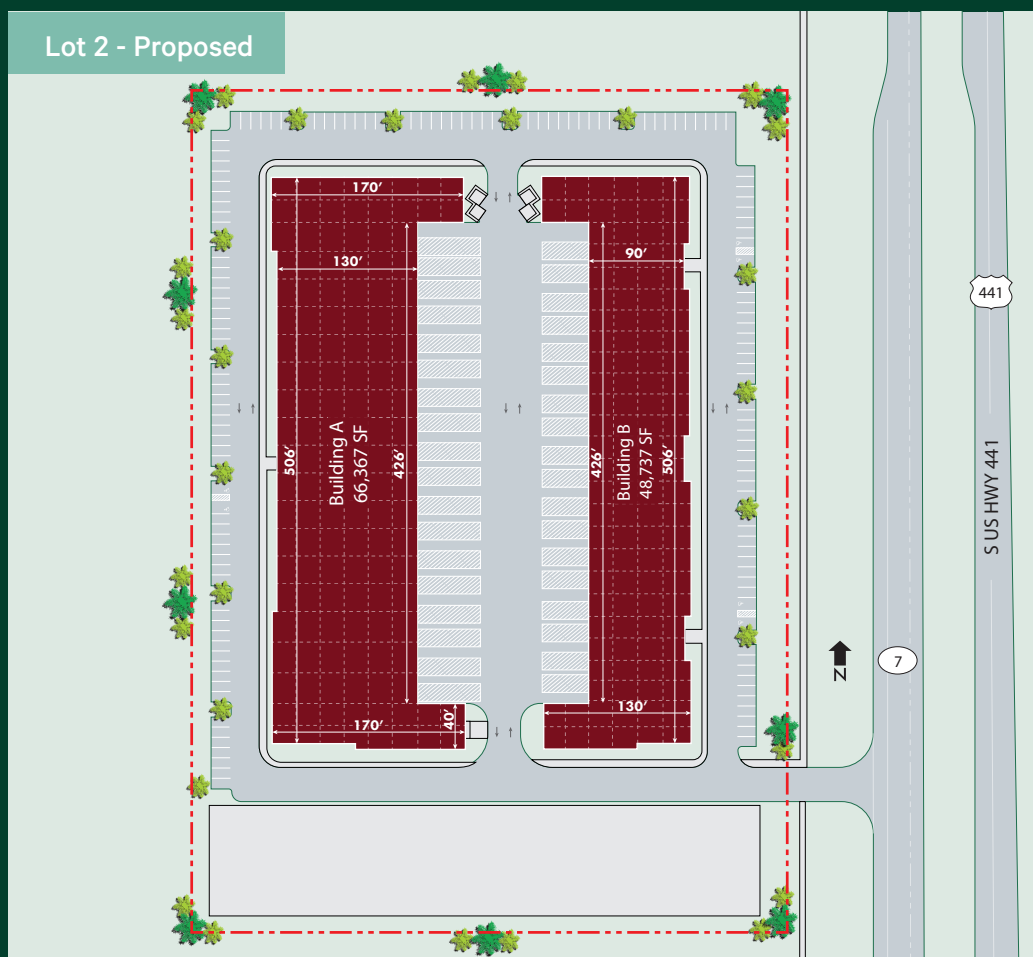 Lot 2 - Proposed
170’
130’
90’
506’
Building A
66,367 SF
426’
426’
Building B
48,737 SF
506’
170’
40’
130’
441
S US HWY 441
N
7